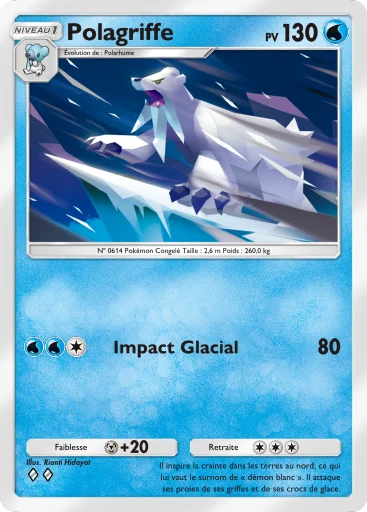 NIVEAU 1
Polagriffe
PV 130
Évolution de : Polarhume
N° 0614 Pokémon Congelé Taille : 2,6 m Poids : 260,0 kg
Impact Glacial 80
Faiblesse +20 Retraite
Illus. Rianti Hidayat
Il inspire la crainte dans les terres au nord, ce qui
lui vaut le surnom de « démon blanc ». Il attaque
ses proies de ses griffes et de ses crocs de glace.